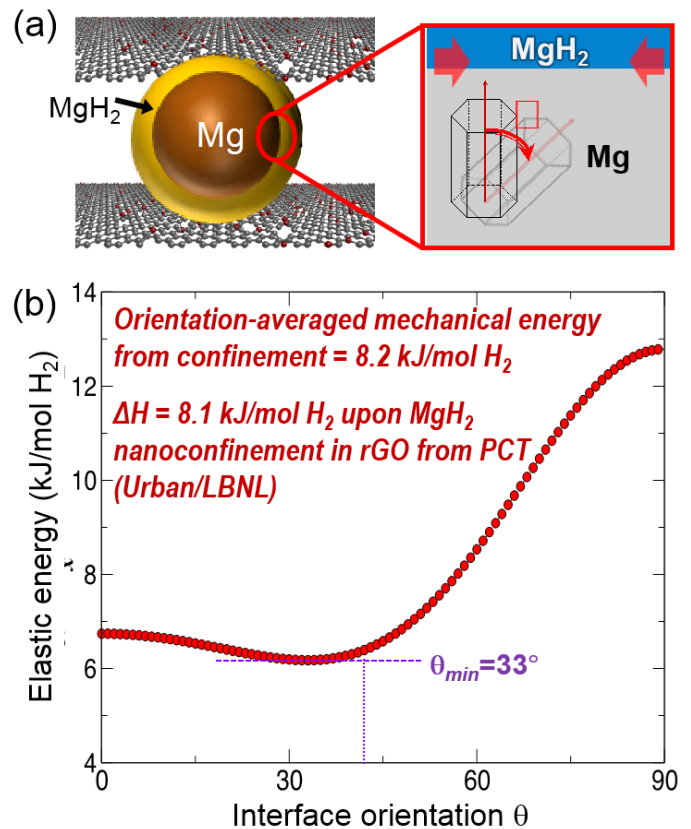 (a)
MgH₂
Mg
MgH₂
Mg
(b)
14
12
10
8
6
4
Elastic energy (kJ/mol H₂)
x
Orientation-averaged mechanical energy
from confinement = 8.2 kJ/mol H₂
ΔH = 8.1 kJ/mol H₂ upon MgH₂
nanoconfinement in rGO from PCT
(Urban/LBNL)
θmin=33°
0 30 60 90
Interface orientation θ